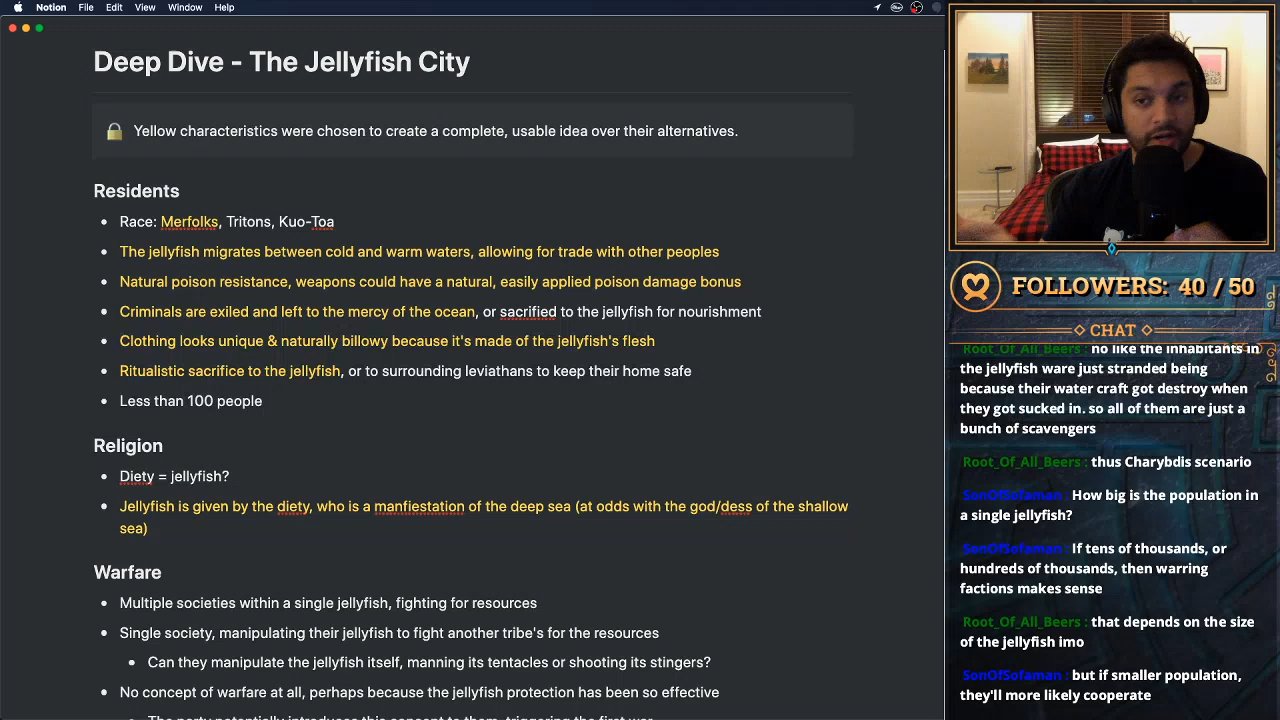 Notion File Edit View Window Help
Deep Dive - The Jellyfish City
Yellow characteristics were chosen to create a complete, usable idea over their alternatives.
Residents
Race: Merfolks, Tritons, Kuo-Toa
The jellyfish migrates between cold and warm waters, allowing for trade with other peoples
Natural poison resistance, weapons could have a natural, easily applied poison damage bonus
Criminals are exiled and left to the mercy of the ocean, or sacrified to the jellyfish for nourishment
Clothing looks unique & naturally billowy because it's made of the jellyfish's flesh
Ritualistic sacrifice to the jellyfish, or to surrounding leviathans to keep their home safe
Less than 100 people
Religion
Diety = jellyfish?
Jellyfish is given by the diety, who is a manfiestation of the deep sea (at odds with the god/dess of the shallow
sea)
Warfare
Multiple societies within a single jellyfish, fighting for resources
Single society, manipulating their jellyfish to fight another tribe's for the resources
Can they manipulate the jellyfish itself, manning its tentacles or shooting its stingers?
No concept of warfare at all, perhaps because the jellyfish protection has been so effective
The party potentially introduces this concept to them, triggering the first war
FOLLOWERS: 40 / 50
CHAT
Root_Of_All_Beers : no like the inhabitants in
the jellyfish ware just stranded being
because their water craft got destroy when
they got sucked in. so all of them are just a
bunch of scavengers
Root_Of_All_Beers : thus Charybdis scenario
SonOfSofaman : How big is the population in
a single jellyfish?
SonOfSofaman : If tens of thousands, or
hundreds of thousands, then warring
factions makes sense
Root_Of_All_Beers : that depends on the size
of the jellyfish imo
SonOfSofaman : but if smaller population,
they'll more likely cooperate